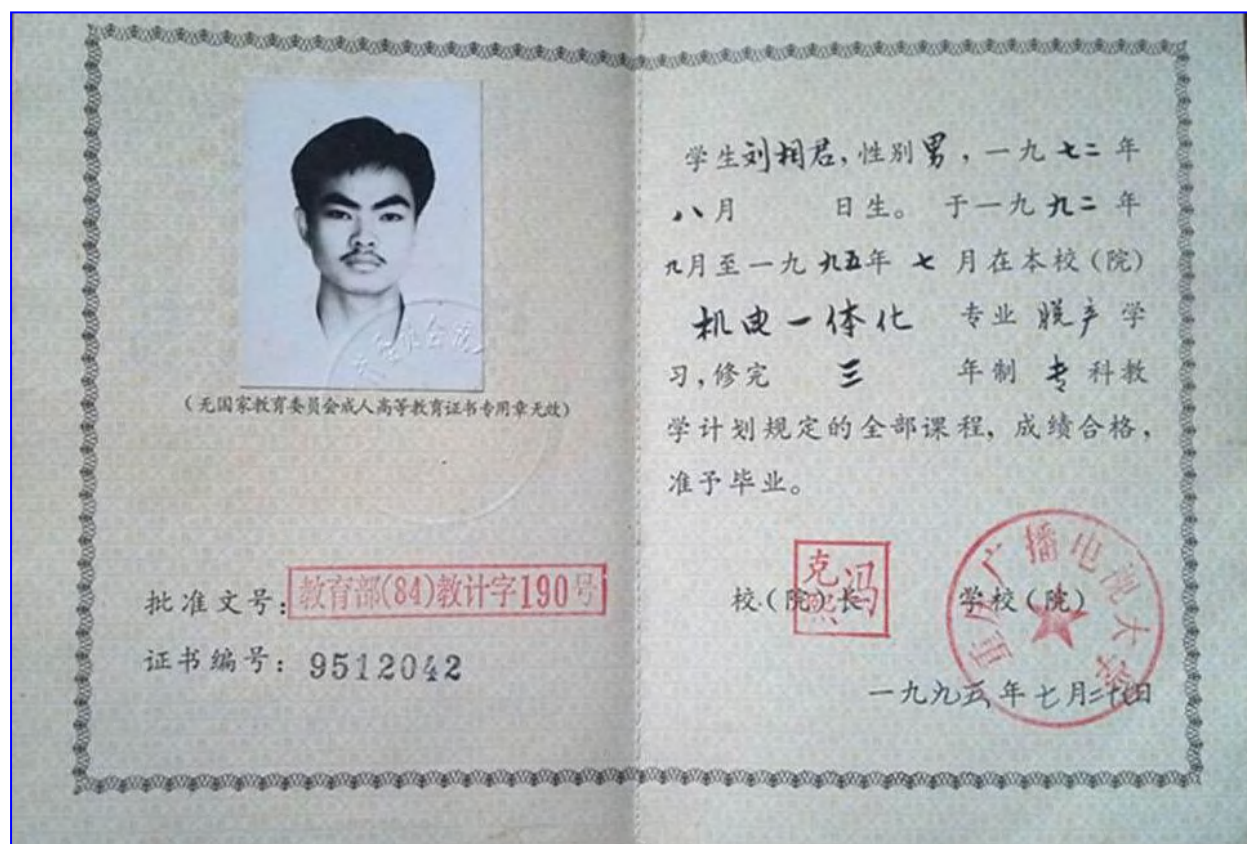 (无国家教育委员会成人高等教育证书专用章无效)
批准文号:教育部(84)教计字190号
证书编号:9512042
学生刘相君,性别男,一九七二年
八月 日生。于一九九二年
九月至一九九五年七月在本校(院)
机电一体化 专业脱产学
习,修完 三 年制专科教
学计划规定的全部课程,成绩合格,
准予毕业。
校(院)长 学校(院)
冯克熙
重庆广播电视大学
一九九五年七月二十日